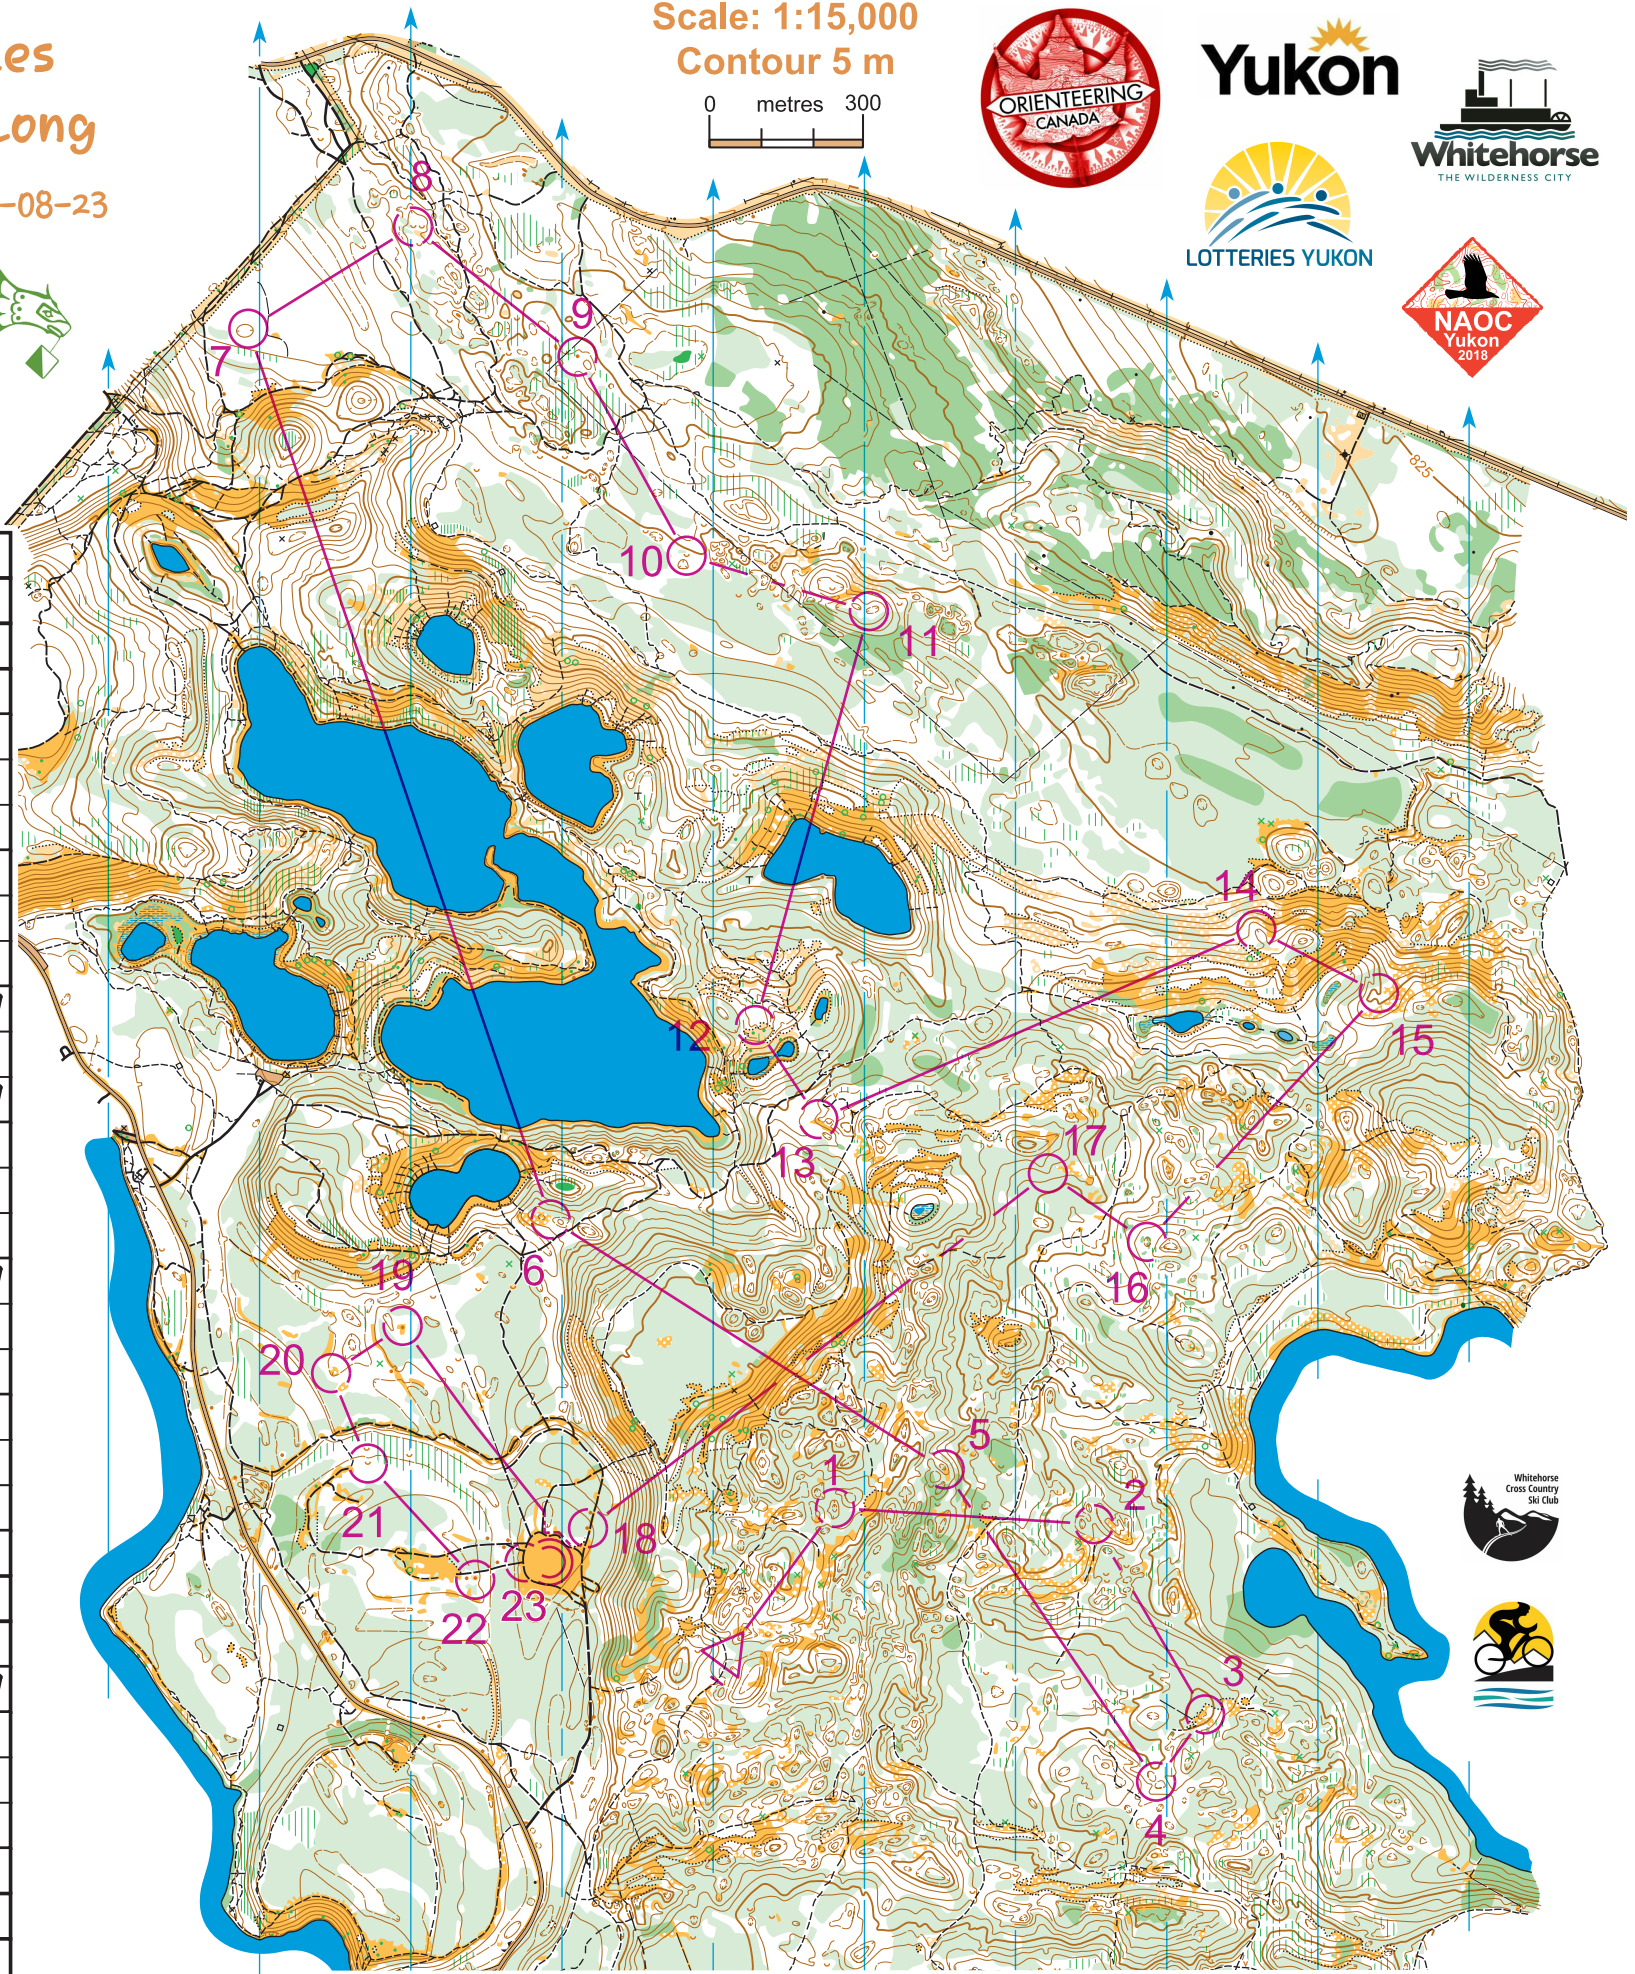 Scale: 1:15,000
Contour 5 m
0 metres 300
es
ong
-08-23
ORIENTEERING
CANADA
Yukon
Whitehorse
THE WILDERNESS CITY
LOTTERIES YUKON
NAOC
Yukon
2018
8
9
7
825
10
11
14
12
15
13
17
16
6
19
20
5
1
2
21
18
23
22
3
4
Whitehorse
Cross Country
Ski Club